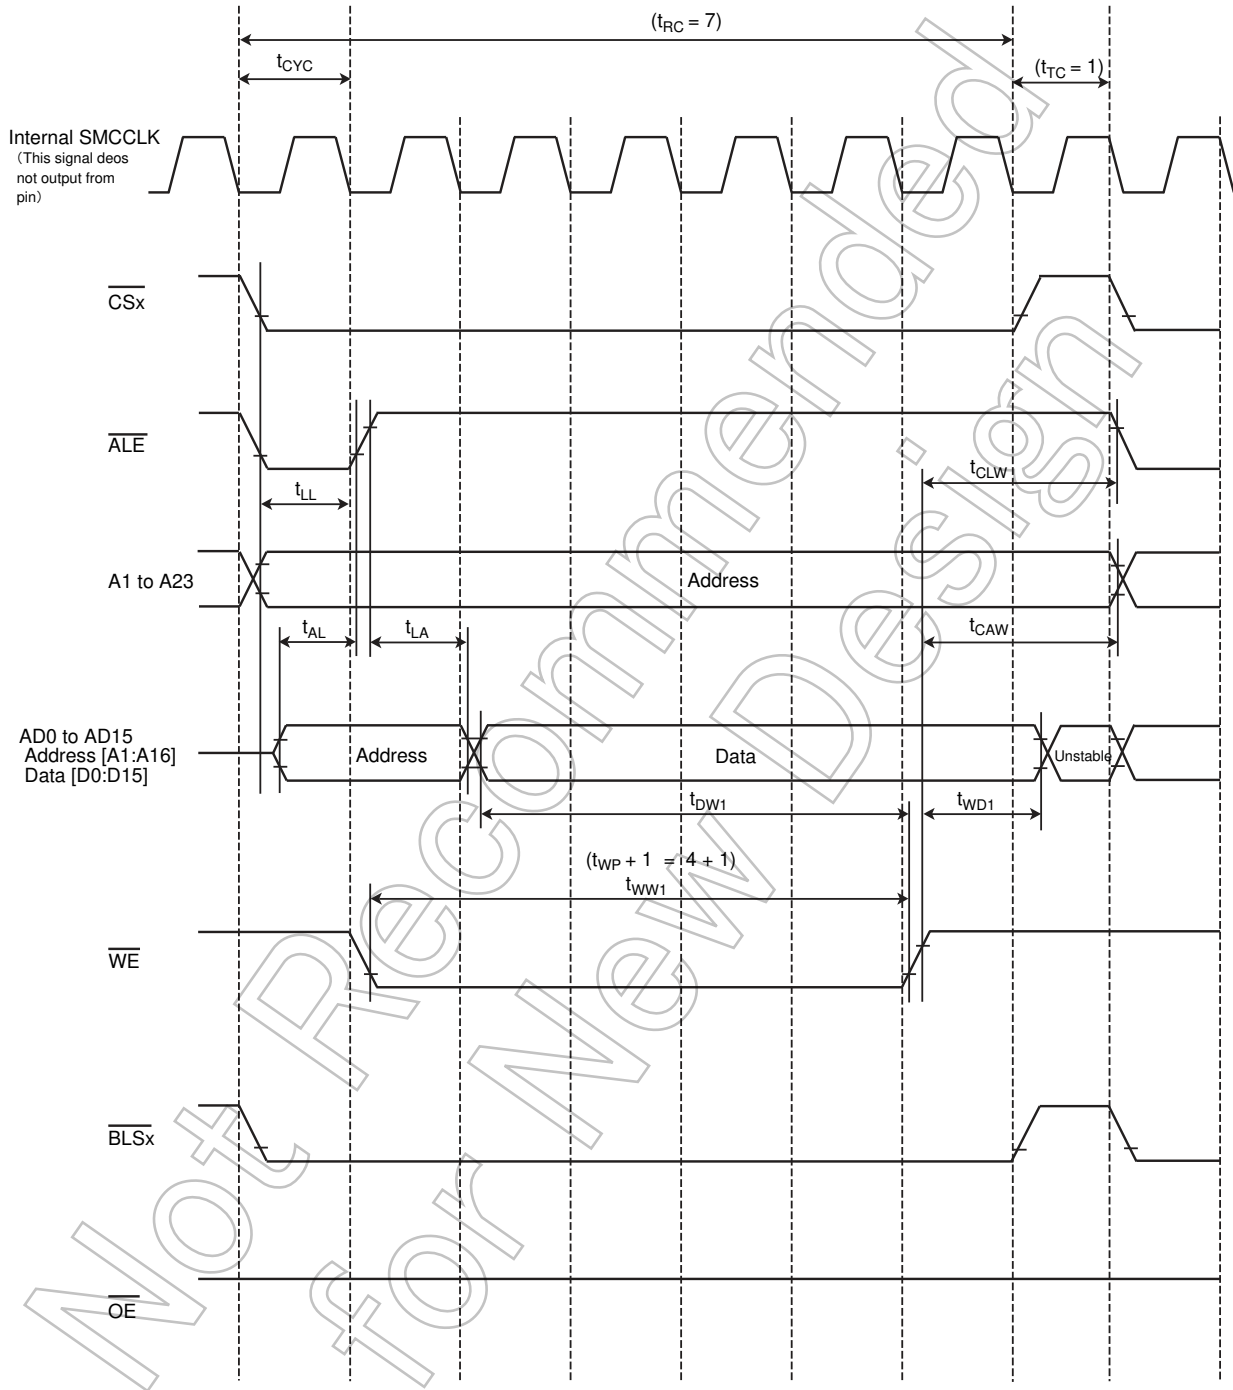 (tRC = 7)
tCYC
(tTC = 1)
Internal SMCCLK
(This signal deos
not output from
pin)
CSx
ALE
tLL
tCLW
A1 to A23
Address
tAL
tLA
tCAW
AD0 to AD15
Address [A1:A16]
Data [D0:D15]
Address
Data
Unstable
tDW1
tWD1
(tWP + 1 = 4 + 1)
tWW1
WE
BLSx
OE
Not Recommended
for New Design